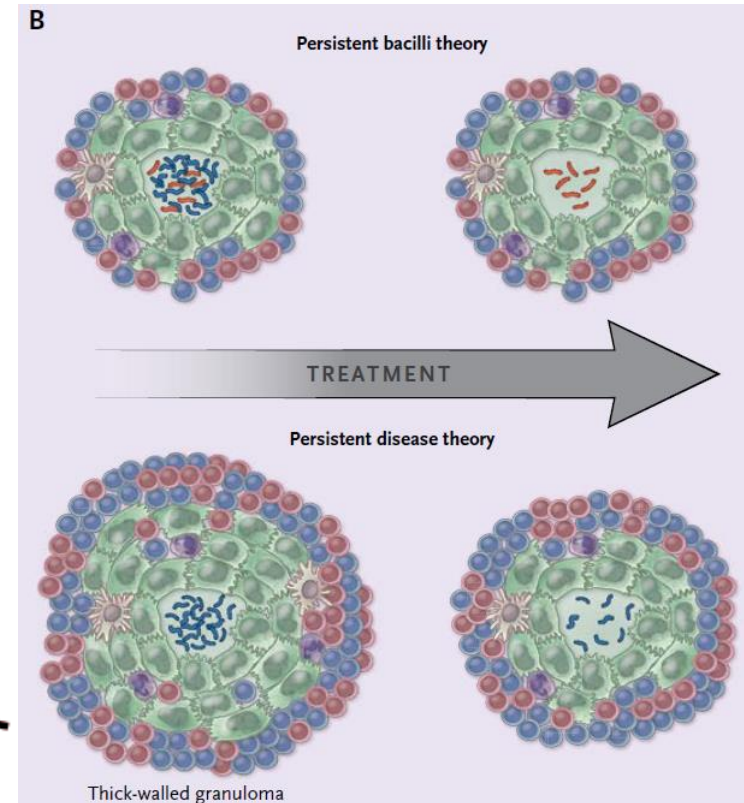 B
Persistent bacilli theory
TREATMENT
Persistent disease theory
Thick-walled granuloma